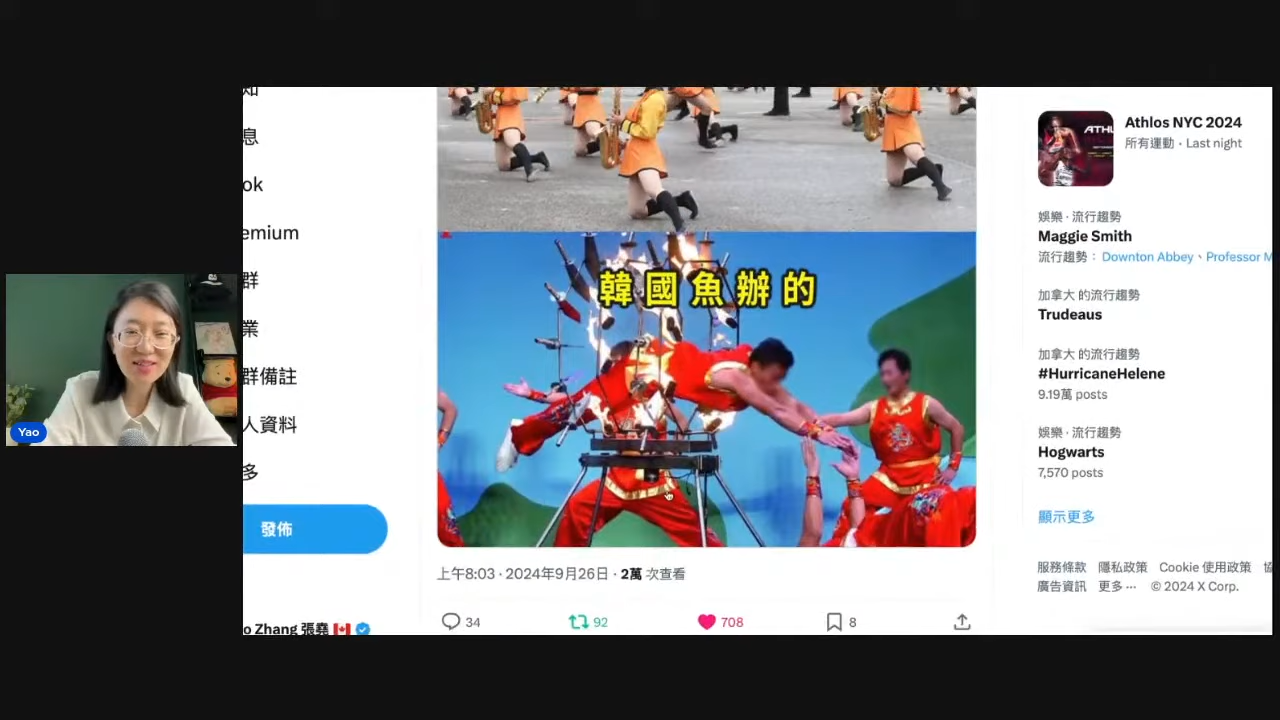 知
息
ok
emium
群
業
群備註
人資料
多
發佈
o Zhang 張堯 🇨🇦
Yao
韓國魚辦的
上午8:03 · 2024年9月26日 · 2萬 次查看
34
92
708
8
ATHL
Athlos NYC 2024
所有運動 · Last night
娛樂 · 流行趨勢
Maggie Smith
流行趨勢： Downton Abbey、Professor M
加拿大 的流行趨勢
Trudeaus
加拿大 的流行趨勢
#HurricaneHelene
9.19萬 posts
娛樂 · 流行趨勢
Hogwarts
7,570 posts
顯示更多
服務條款 隱私政策 Cookie 使用政策 協
廣告資訊 更多 ··· © 2024 X Corp.